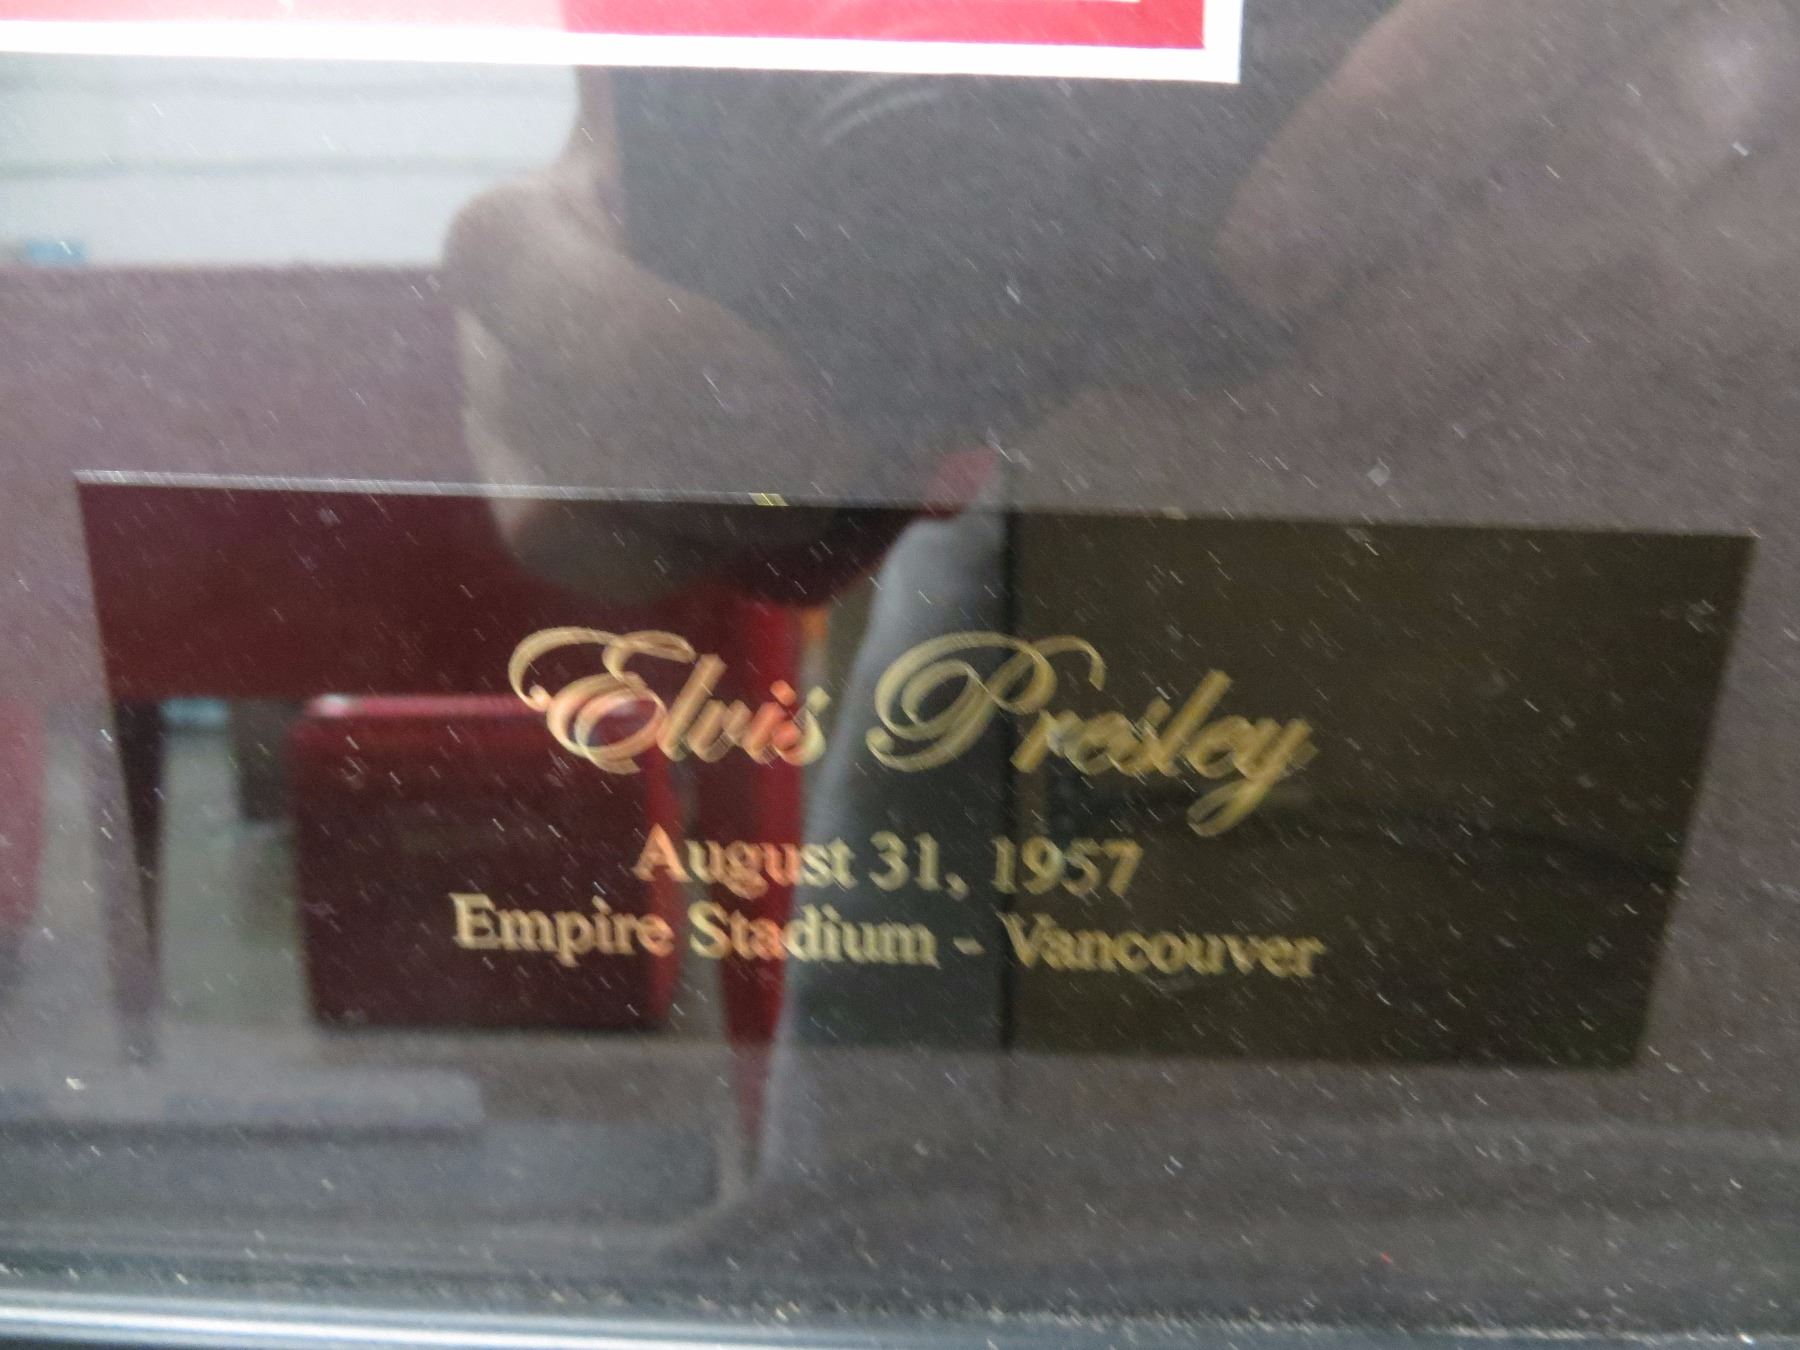 Elvis Presley
August 31, 1957
Empire Stadium - Vancouver